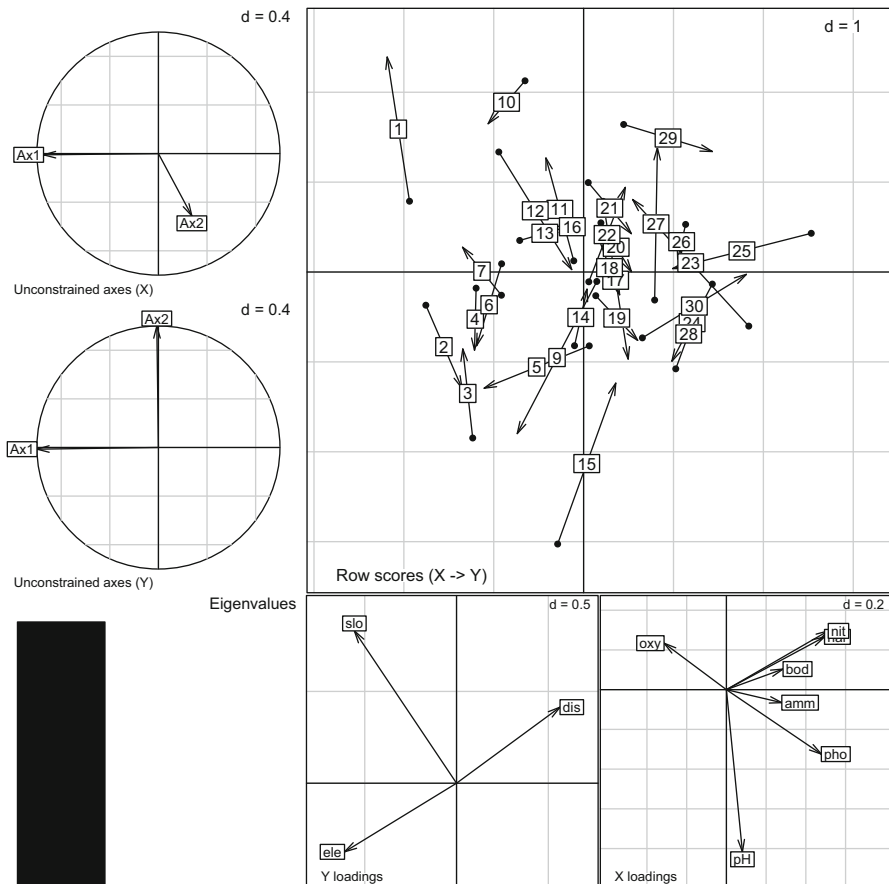 d = 0.4
Ax1
Ax2
Unconstrained axes (X)
d = 0.4
Ax2
Ax1
Unconstrained axes (Y)
Eigenvalues
d = 1
10
1
29
12
11
21
16
27
13
22
26
20
25
7
18
23
17
6
4
14
19
30
24
28
2
9
5
3
15
Row scores (X -> Y)
d = 0.5
slo
dis
ele
Y loadings
d = 0.2
nit
oxy
bod
amm
pho
pH
X loadings